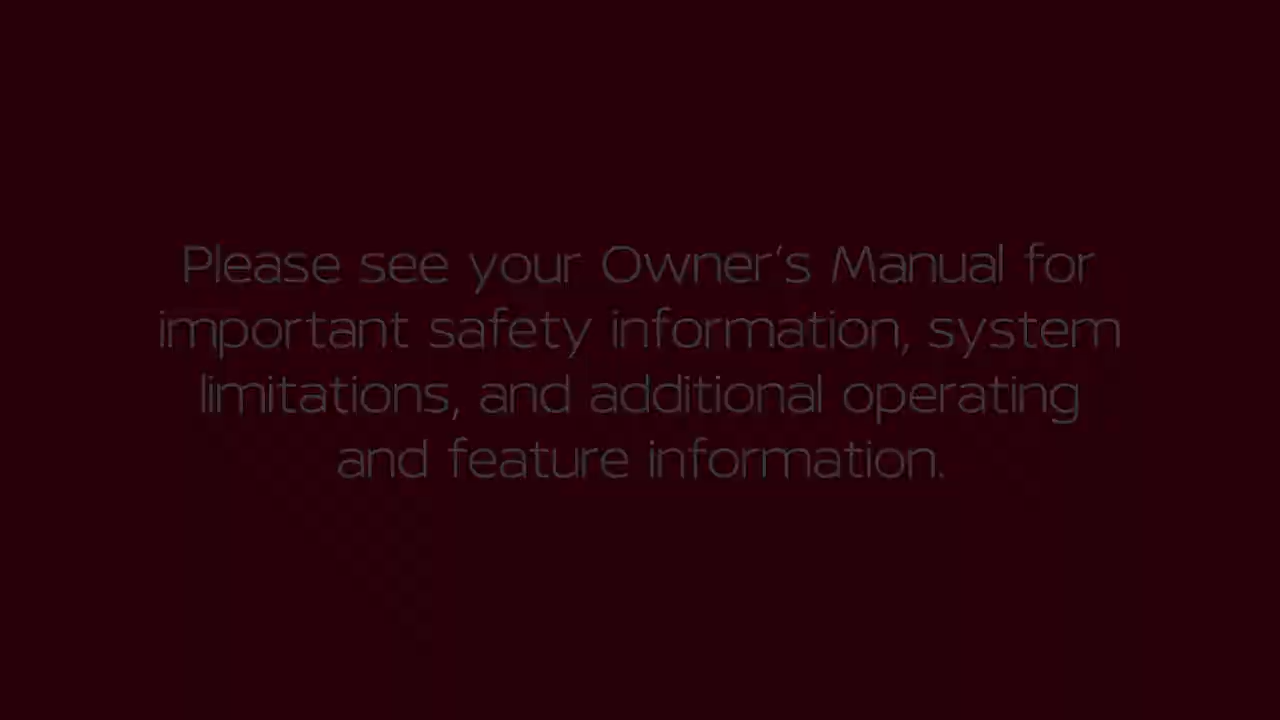 Please see your Owner's Manual for
important safety information, system
limitations, and additional operating
and feature information.